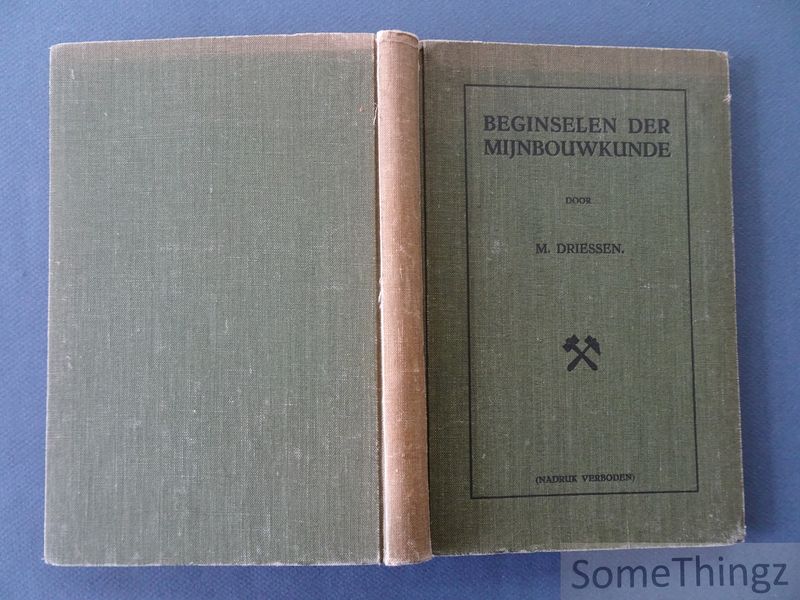 BEGINSELEN DER
MIJNBOUWKUNDE
DOOR
M. DRIESSEN.
(NADRUK VERBODEN)
SomeThingz